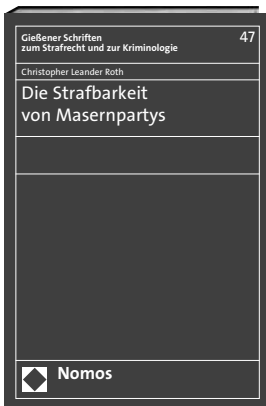 Gießener Schriften
zum Strafrecht und zur Kriminologie
47
Christopher Leander Roth
Die Strafbarkeit
von Masernpartys
Nomos